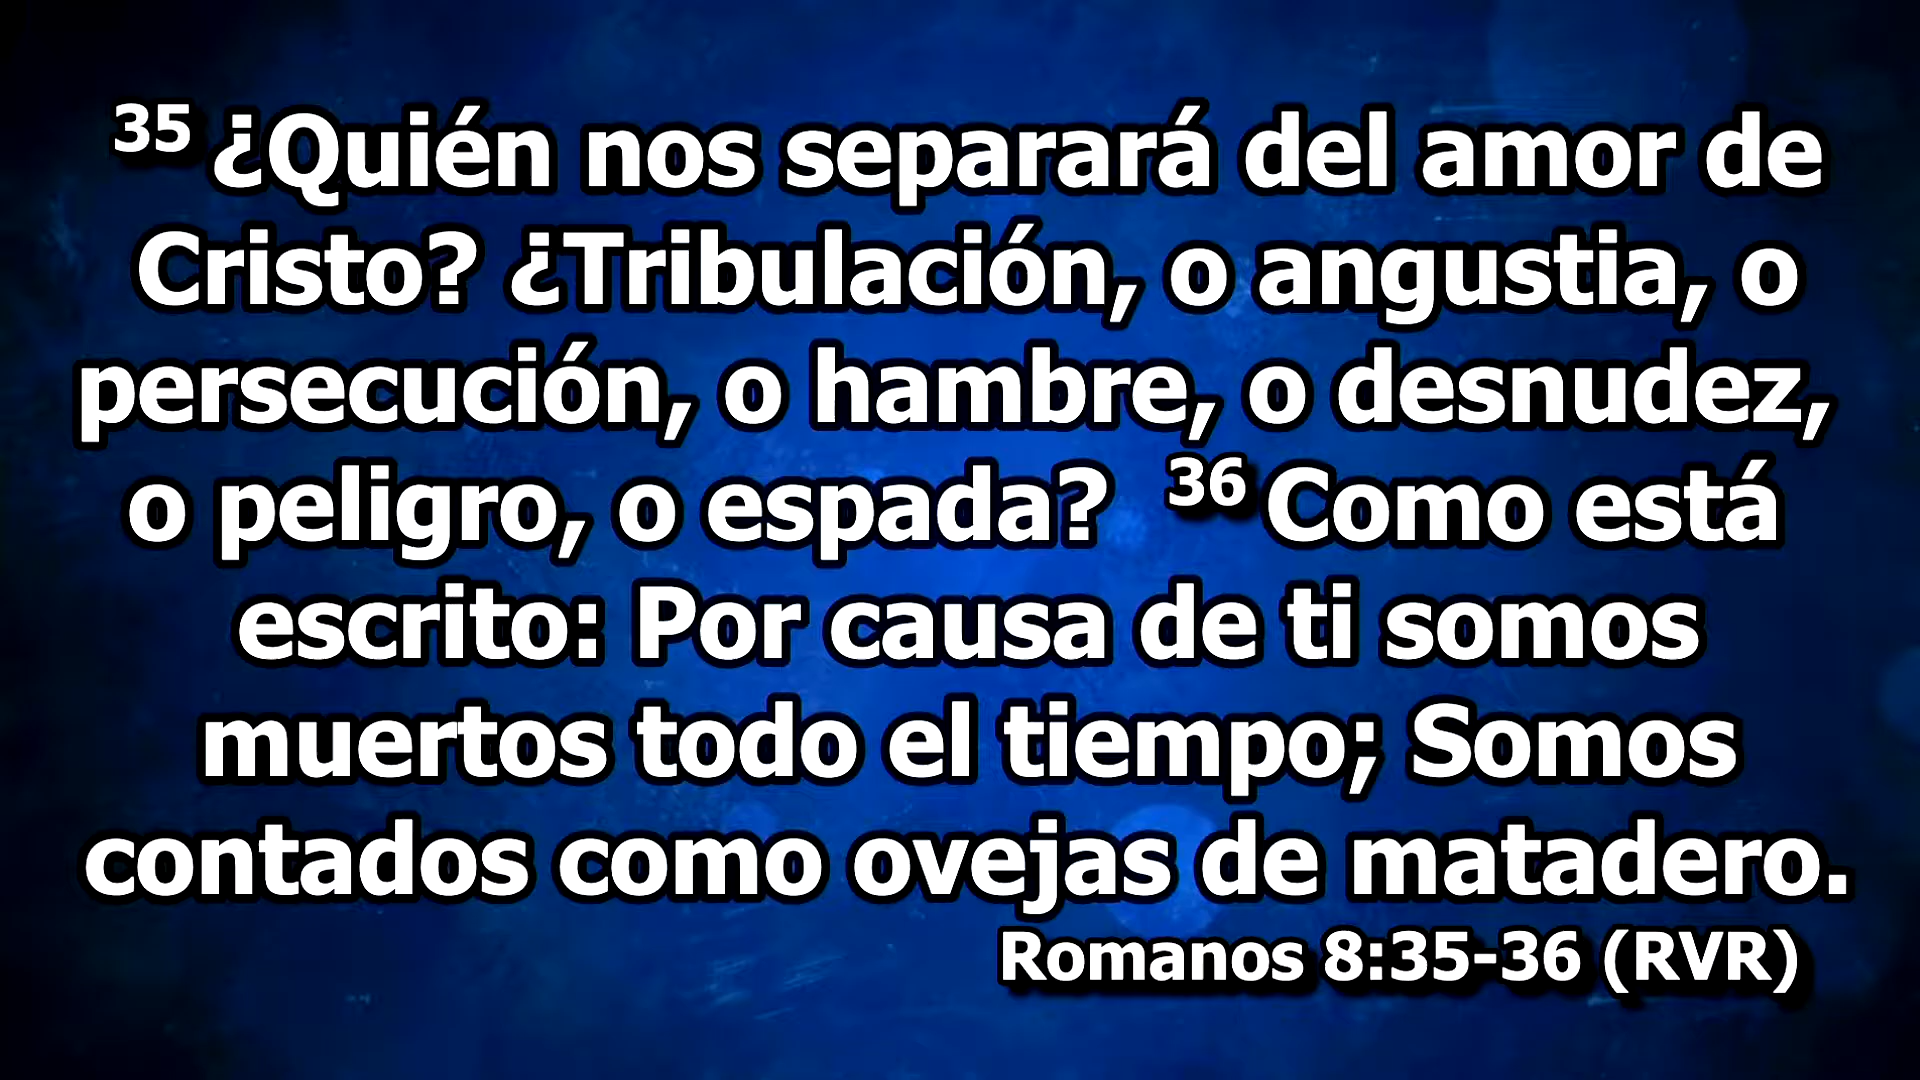 35 ¿Quién nos separará del amor de
Cristo? ¿Tribulación, o angustia, o
persecución, o hambre, o desnudez,
o peligro, o espada? 36 Como está
escrito: Por causa de ti somos
muertos todo el tiempo; Somos
contados como ovejas de matadero.
Romanos 8:35-36 (RVR)